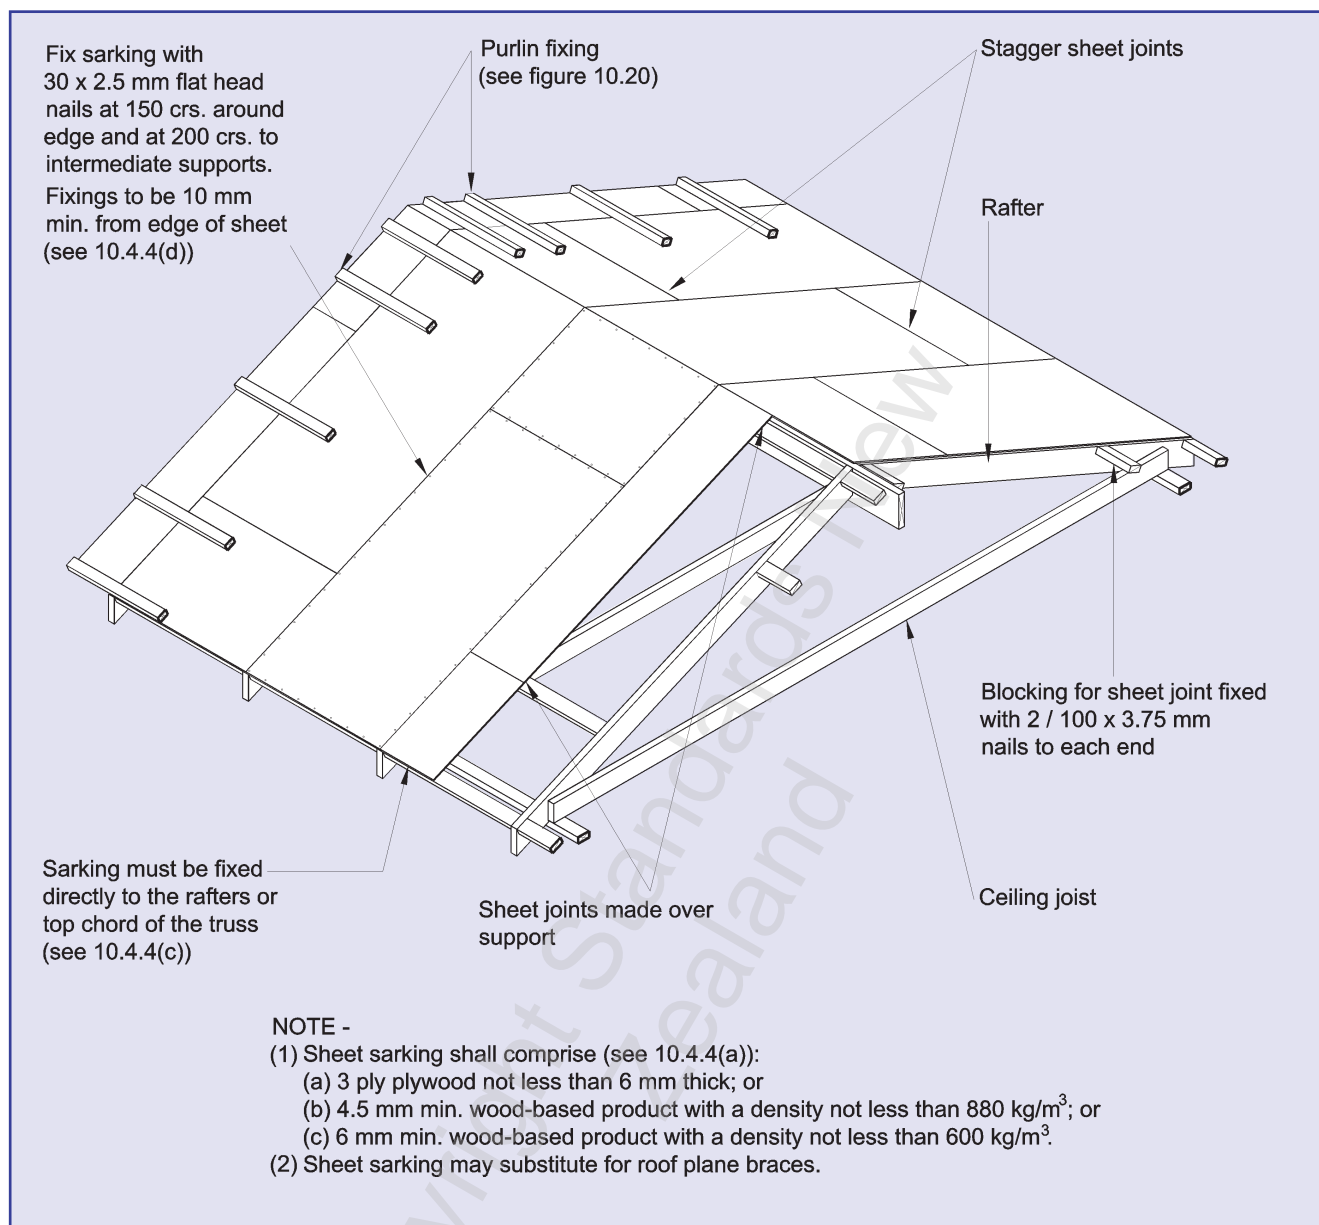 Fix sarking with
30 x 2.5 mm flat head
nails at 150 crs. around
edge and at 200 crs. to
intermediate supports.
Fixings to be 10 mm
min. from edge of sheet
(see 10.4.4(d))
Purlin fixing
(see figure 10.20)
Stagger sheet joints
Rafter
Blocking for sheet joint fixed
with 2 / 100 x 3.75 mm
nails to each end
Sarking must be fixed
directly to the rafters or
top chord of the truss
(see 10.4.4(c))
Sheet joints made over
support
Ceiling joist
NOTE -
(1) Sheet sarking shall comprise (see 10.4.4(a)):
(a) 3 ply plywood not less than 6 mm thick; or
(b) 4.5 mm min. wood-based product with a density not less than 880 kg/m³; or
(c) 6 mm min. wood-based product with a density not less than 600 kg/m³.
(2) Sheet sarking may substitute for roof plane braces.
Standards New
Zealand